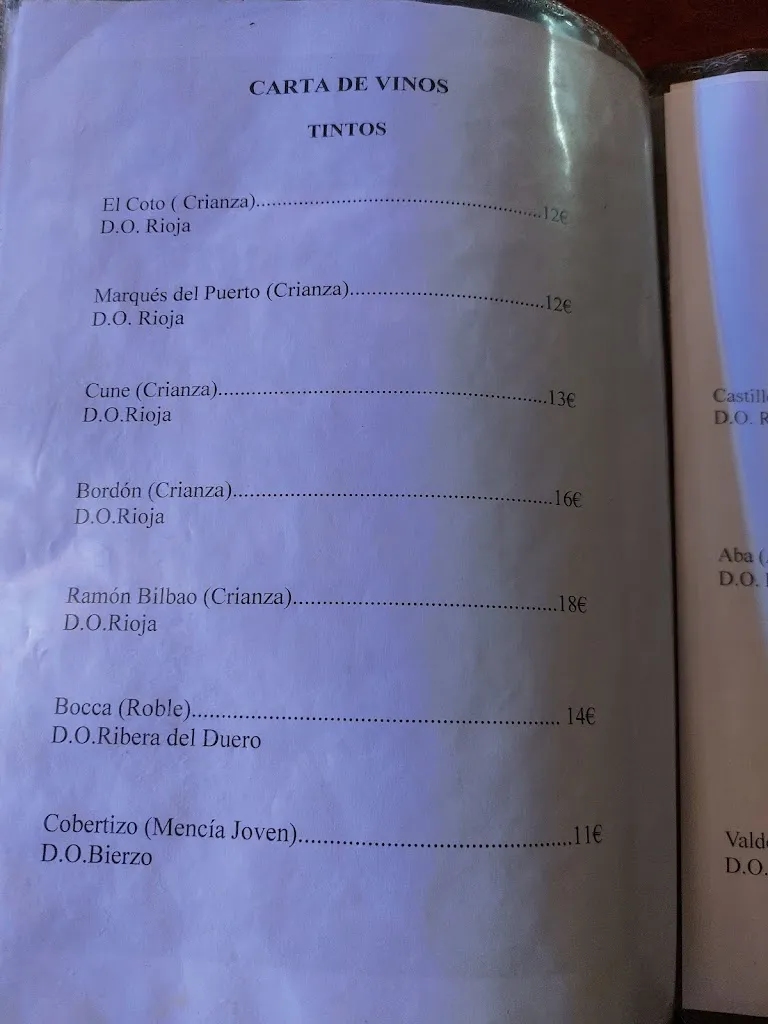 CARTA DE VINOS
TINTOS
El Coto ( Crianza)..................................................12€
D.O. Rioja
Marqués del Puerto (Crianza)..................................12€
D.O. Rioja
Cune (Crianza)......................................................13€
D.O.Rioja
Bordón (Crianza)....................................................16€
D.O.Rioja
Ramón Bilbao (Crianza)..........................................18€
D.O.Rioja
Bocca (Roble)......................................................... 14€
D.O.Ribera del Duero
Cobertizo (Mencía Joven).........................................11€
D.O.Bierzo
D.O.
Aba (
D.O.
D.O.